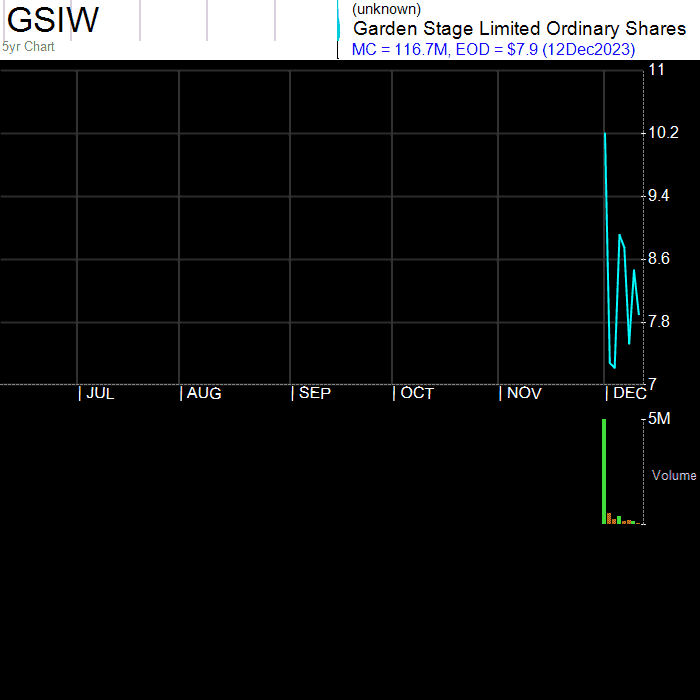 GSIW
5yr Chart
(unknown)
Garden Stage Limited Ordinary Shares
MC = 116.7M, EOD = $7.9 (12Dec2023)
11
10.2
9.4
8.6
7.8
7
| JUL | AUG | SEP | OCT | NOV | DEC
5M
Volume